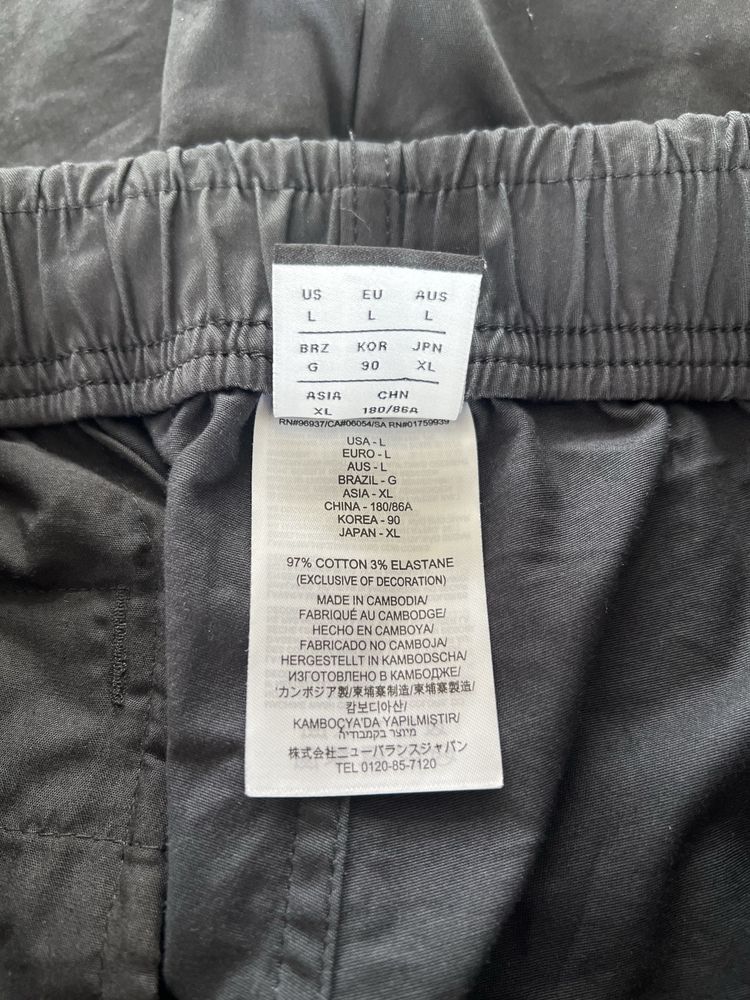 US EU AUS
L L L
BRZ KOR JPN
G 90 XL
ASIA CHN
XL 180/86A
RN#96937/CA#06054/SA RN#01759939
USA - L
EURO - L
AUS - L
BRAZIL - G
ASIA - XL
CHINA - 180/86A
KOREA - 90
JAPAN - XL
97% COTTON 3% ELASTANE
(EXCLUSIVE OF DECORATION)
MADE IN CAMBODIA/
FABRIQUÉ AU CAMBODGE/
HECHO EN CAMBOYA/
FABRICADO NO CAMBOJA/
HERGESTELLT IN KAMBODSCHA/
ИЗГОТОВЛЕНО В КАМБОДЖЕ/
カンボジア製/柬埔寨制造/柬埔寨製造/
캄보디아산/
KAMBOÇYA'DA YAPILMIŞTIR/
מיוצר בקמבודיה
株式会社ニューバランスジャパン
TEL 0120-85-7120